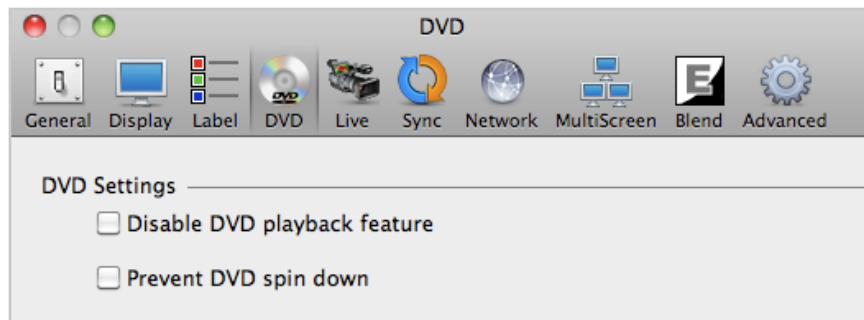 DVD
General Display Label DVD Live Sync Network MultiScreen Blend Advanced
DVD Settings
Disable DVD playback feature
Prevent DVD spin down